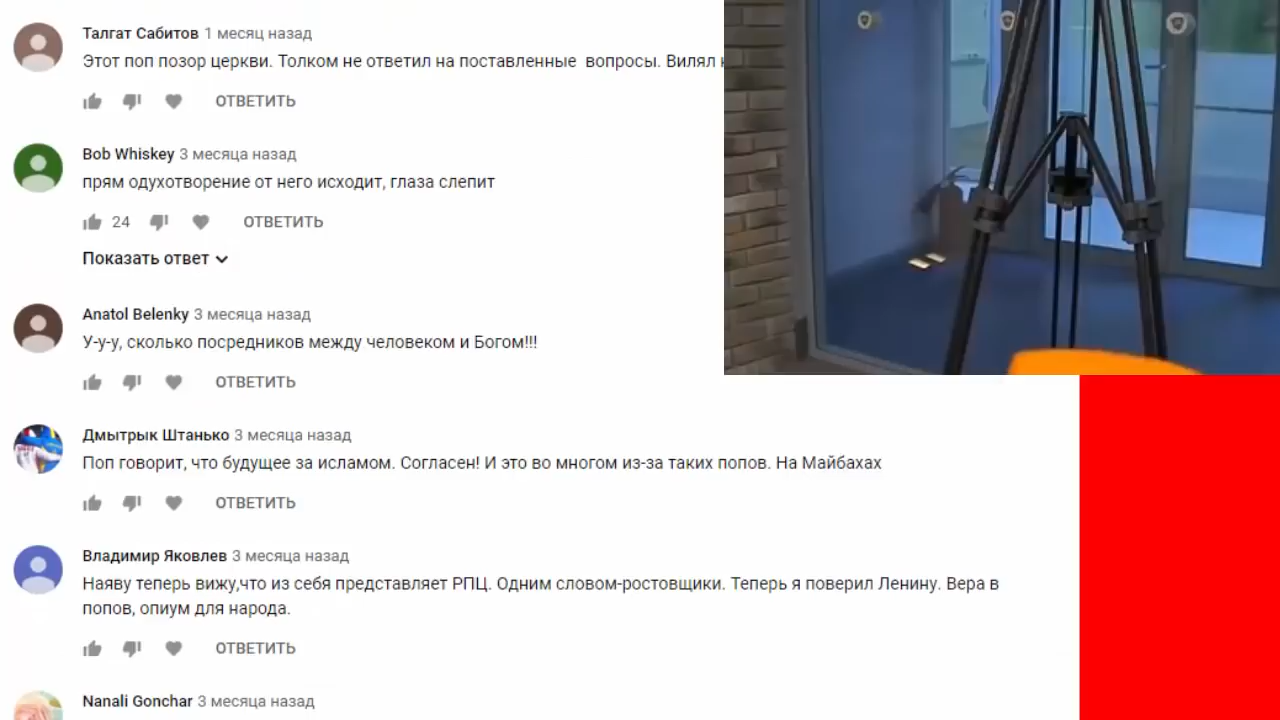 Талгат Сабитов 1 месяц назад
Этот поп позор церкви. Толком не ответил на поставленные вопросы. Вилял
ОТВЕТИТЬ
Bob Whiskey 3 месяца назад
прям одухотворение от него исходит, глаза слепит
24 ОТВЕТИТЬ
Показать ответ
Anatol Belenky 3 месяца назад
У-у-у, сколько посредников между человеком и Богом!!!
ОТВЕТИТЬ
Дмытрык Штанько 3 месяца назад
Поп говорит, что будущее за исламом. Согласен! И это во многом из-за таких попов. На Майбахах
ОТВЕТИТЬ
Владимир Яковлев 3 месяца назад
Наяву теперь вижу,что из себя представляет РПЦ. Одним словом-ростовщики. Теперь я поверил Ленину. Вера в
попов, опиум для народа.
ОТВЕТИТЬ
Nanali Gonchar 3 месяца назад